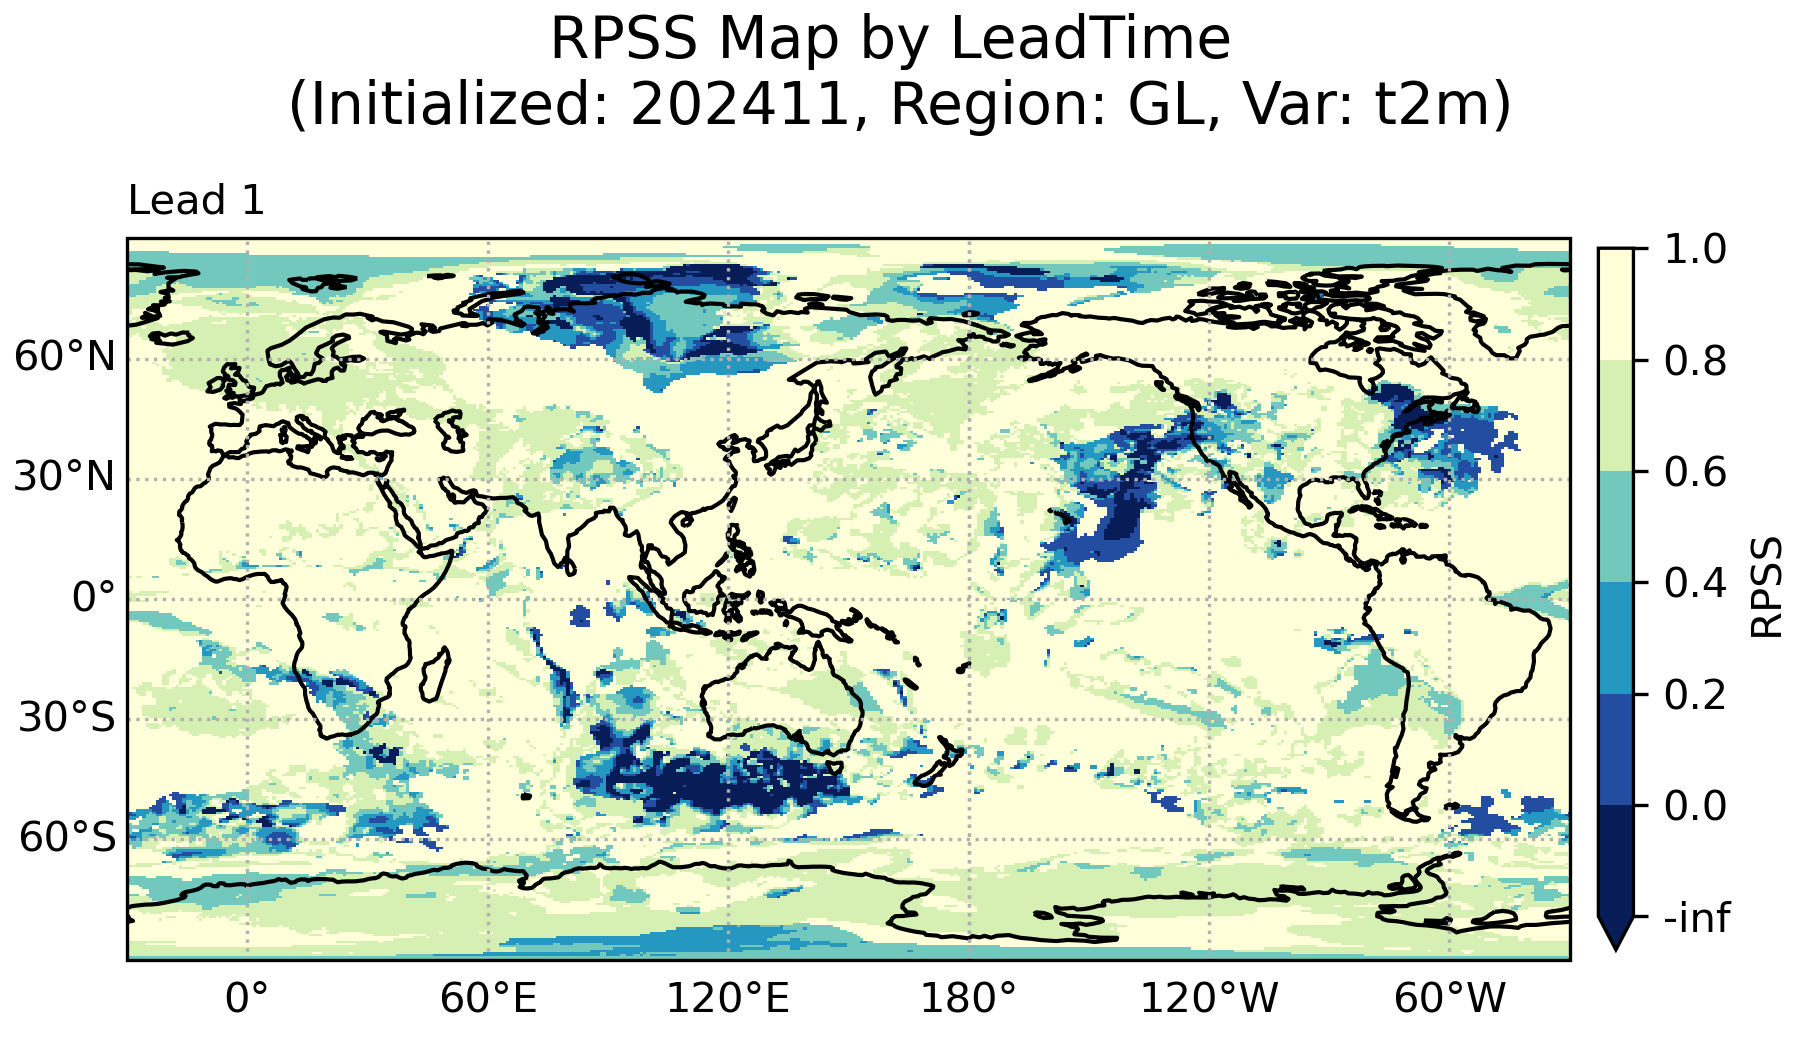 RPSS Map by LeadTime
(Initialized: 202411, Region: GL, Var: t2m)
Lead 1
60°N
30°N
0°
30°S
60°S
0°
60°E
120°E
180°
120°W
60°W
1.0
0.8
0.6
0.4
0.2
0.0
-inf
RPSS